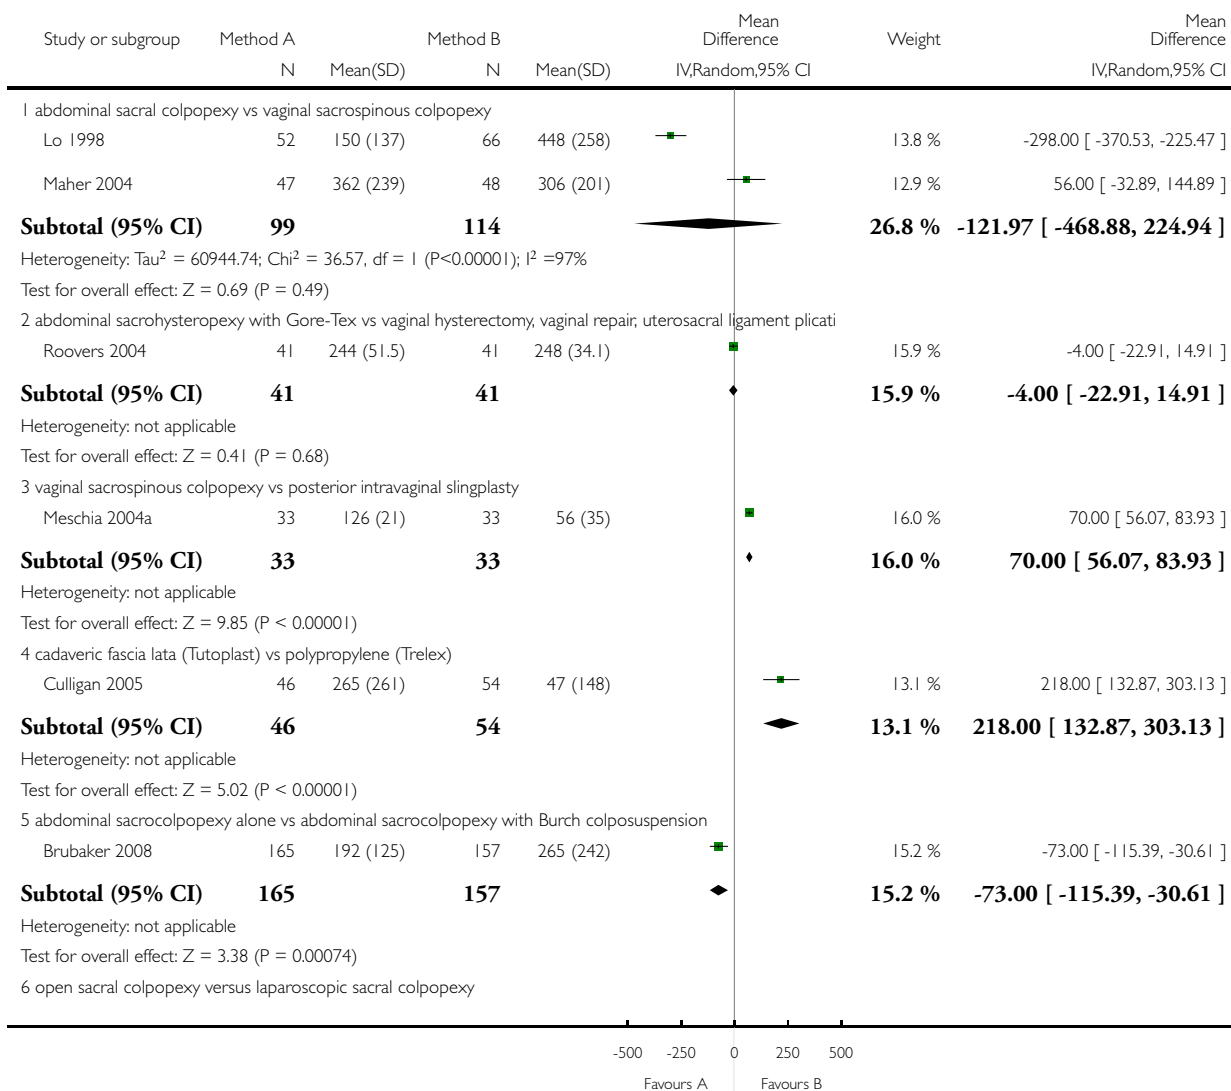 Study or subgroup Method A Method B Mean Difference Weight Mean Difference
N Mean(SD) N Mean(SD) IV,Random,95% CI IV,Random,95% CI
1 abdominal sacral colpopexy vs vaginal sacrospinous colpopexy
Lo 1998 52 150 (137) 66 448 (258) 13.8 % -298.00 [ -370.53, -225.47 ]
Maher 2004 47 362 (239) 48 306 (201) 12.9 % 56.00 [ -32.89, 144.89 ]
Subtotal (95% CI) 99 114 26.8 % -121.97 [ -468.88, 224.94 ]
Heterogeneity: Tau² = 60944.74; Chi² = 36.57, df = 1 (P<0.00001); I² =97%
Test for overall effect: Z = 0.69 (P = 0.49)
2 abdominal sacrohysteropexy with Gore-Tex vs vaginal hysterectomy, vaginal repair, uterosacral ligament plicati
Roovers 2004 41 244 (51.5) 41 248 (34.1) 15.9 % -4.00 [ -22.91, 14.91 ]
Subtotal (95% CI) 41 41 15.9 % -4.00 [ -22.91, 14.91 ]
Heterogeneity: not applicable
Test for overall effect: Z = 0.41 (P = 0.68)
3 vaginal sacrospinous colpopexy vs posterior intravaginal slingplasty
Meschia 2004a 33 126 (21) 33 56 (35) 16.0 % 70.00 [ 56.07, 83.93 ]
Subtotal (95% CI) 33 33 16.0 % 70.00 [ 56.07, 83.93 ]
Heterogeneity: not applicable
Test for overall effect: Z = 9.85 (P < 0.00001)
4 cadaveric fascia lata (Tutoplast) vs polypropylene (Trelex)
Culligan 2005 46 265 (261) 54 47 (148) 13.1 % 218.00 [ 132.87, 303.13 ]
Subtotal (95% CI) 46 54 13.1 % 218.00 [ 132.87, 303.13 ]
Heterogeneity: not applicable
Test for overall effect: Z = 5.02 (P < 0.00001)
5 abdominal sacrocolpopexy alone vs abdominal sacrocolpopexy with Burch colposuspension
Brubaker 2008 165 192 (125) 157 265 (242) 15.2 % -73.00 [ -115.39, -30.61 ]
Subtotal (95% CI) 165 157 15.2 % -73.00 [ -115.39, -30.61 ]
Heterogeneity: not applicable
Test for overall effect: Z = 3.38 (P = 0.00074)
6 open sacral colpopexy versus laparoscopic sacral colpopexy
-500 -250 0 250 500
Favours A Favours B